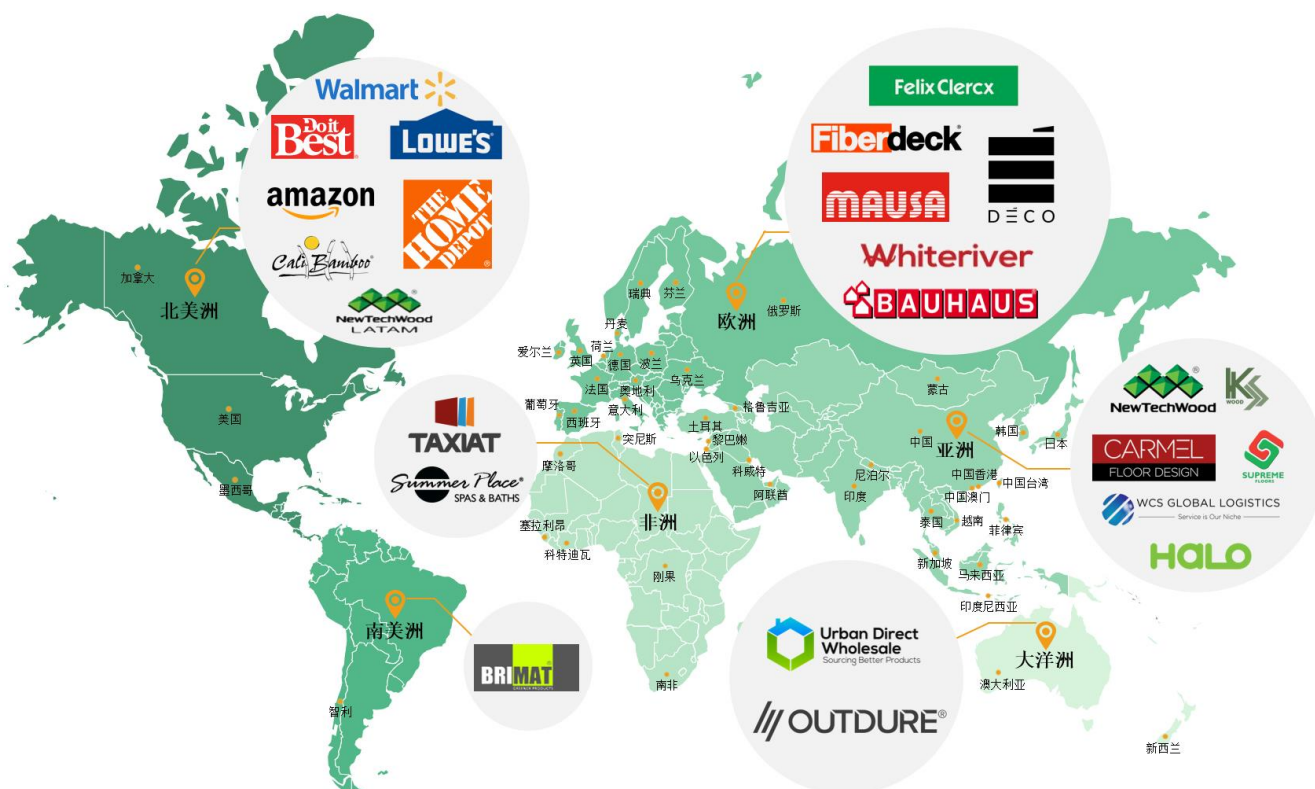 Walmart
Do it
Best
LOWE'S
amazon
THE
HOME
DEPOT
Cali Bamboo®
NewTechWood®
LATAM
加拿大
北美洲
美国
墨西哥
Felix Clercx
Fiberdeck®
MAUSA
DÉCO
Whiteriver
BAUHAUS
瑞典
芬兰
欧洲
俄罗斯
丹麦
爱尔兰
英国
荷兰
德国
波兰
法国
奥地利
乌克兰
葡萄牙
西班牙
意大利
格鲁吉亚
土耳其
突尼斯
黎巴嫩
以色列
摩洛哥
科威特
阿联酋
蒙古
中国
亚洲
韩国
日本
尼泊尔
印度
中国香港
中国台湾
中国澳门
泰国
越南
菲律宾
新加坡
马来西亚
印度尼西亚
NewTechWood®
KS
WOOD
CARMEL
FLOOR DESIGN
SUPREME
FLOORS
WCS GLOBAL LOGISTICS
Service is Our Niche
HALO
TAXIAT
Summer Place®
SPAS & BATHS
非洲
塞拉利昂
科特迪瓦
刚果
南非
南美洲
智利
BRIMAT®
Urban Direct
Wholesale
Sourcing Better Products
OUTDURE®
大洋洲
澳大利亚
新西兰